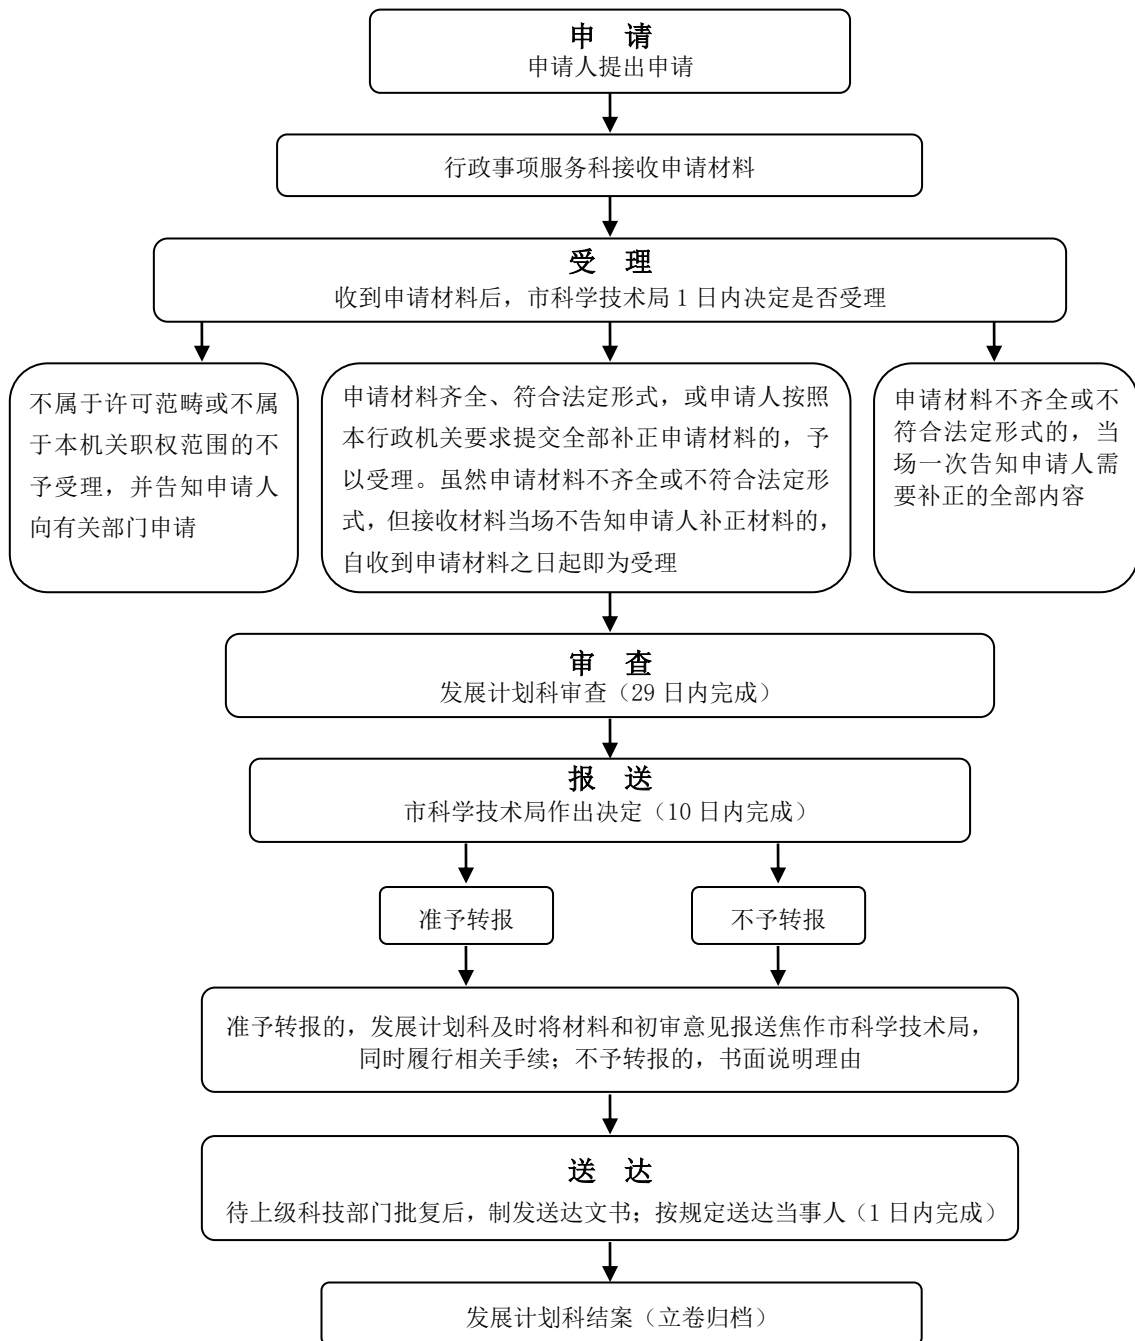 申 请
申请人提出申请
行政事项服务科接收申请材料
受 理
收到申请材料后，市科学技术局 1 日内决定是否受理
不属于许可范畴或不属
于本机关职权范围的不
予受理，并告知申请人
向有关部门申请
申请材料齐全、符合法定形式，或申请人按照
本行政机关要求提交全部补正申请材料的，予
以受理。虽然申请材料不齐全或不符合法定形
式，但接收材料当场不告知申请人补正材料的，
自收到申请材料之日起即为受理
申请材料不齐全或不
符合法定形式的，当
场一次告知申请人需
要补正的全部内容
审 查
发展计划科审查（29 日内完成）
报 送
市科学技术局作出决定（10 日内完成）
准予转报
不予转报
准予转报的，发展计划科及时将材料和初审意见报送焦作市科学技术局，
同时履行相关手续；不予转报的，书面说明理由
送 达
待上级科技部门批复后，制发送达文书；按规定送达当事人（1 日内完成）
发展计划科结案（立卷归档）